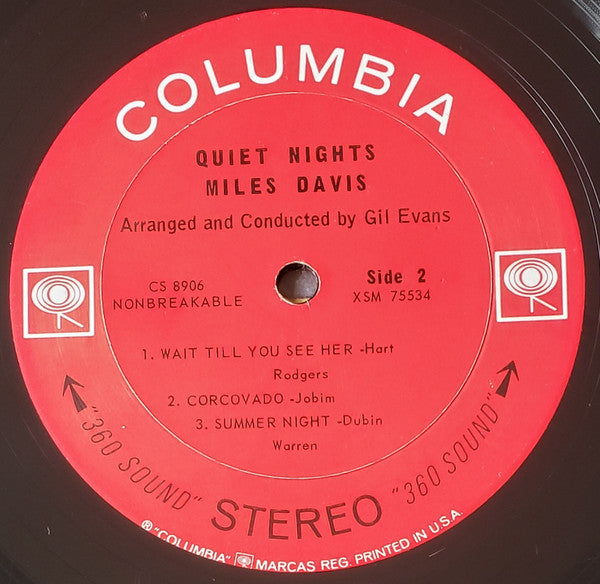 COLUMBIA
QUIET NIGHTS
MILES DAVIS
Arranged and Conducted by Gil Evans
CS 8906
NONBREAKABLE
Side 2
XSM 75534
1. WAIT TILL YOU SEE HER -Hart
Rodgers
2. CORCOVADO -Jobim
3. SUMMER NIGHT -Dubin
Warren
"360 SOUND" STEREO "360 SOUND"
® "COLUMBIA" MARCAS REG. PRINTED IN U.S.A.